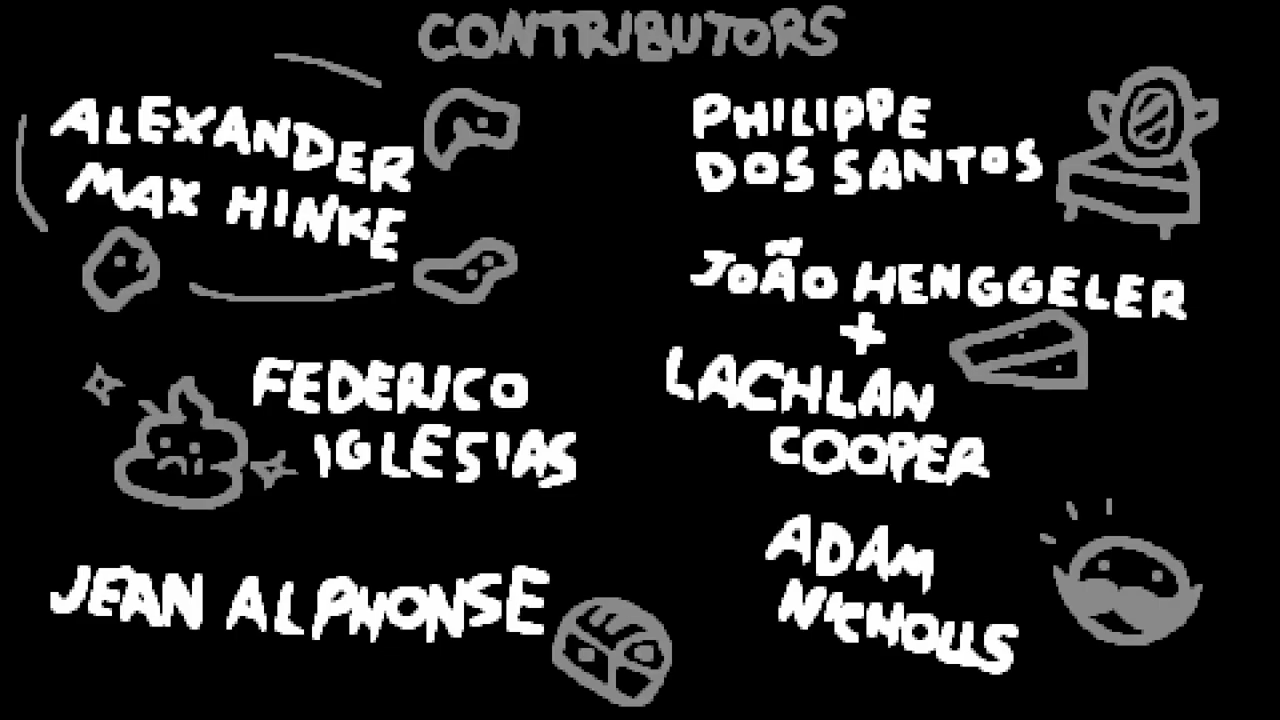 CONTRIBUTORS
ALEXANDER
MAX HINKE
FEDERICO
IGLESIAS
JEAN ALPHONSE
PHILIPPE
DOS SANTOS
JOÃO HENGGELER
+
LACHLAN
COOPER
ADAM
NICHOLLS